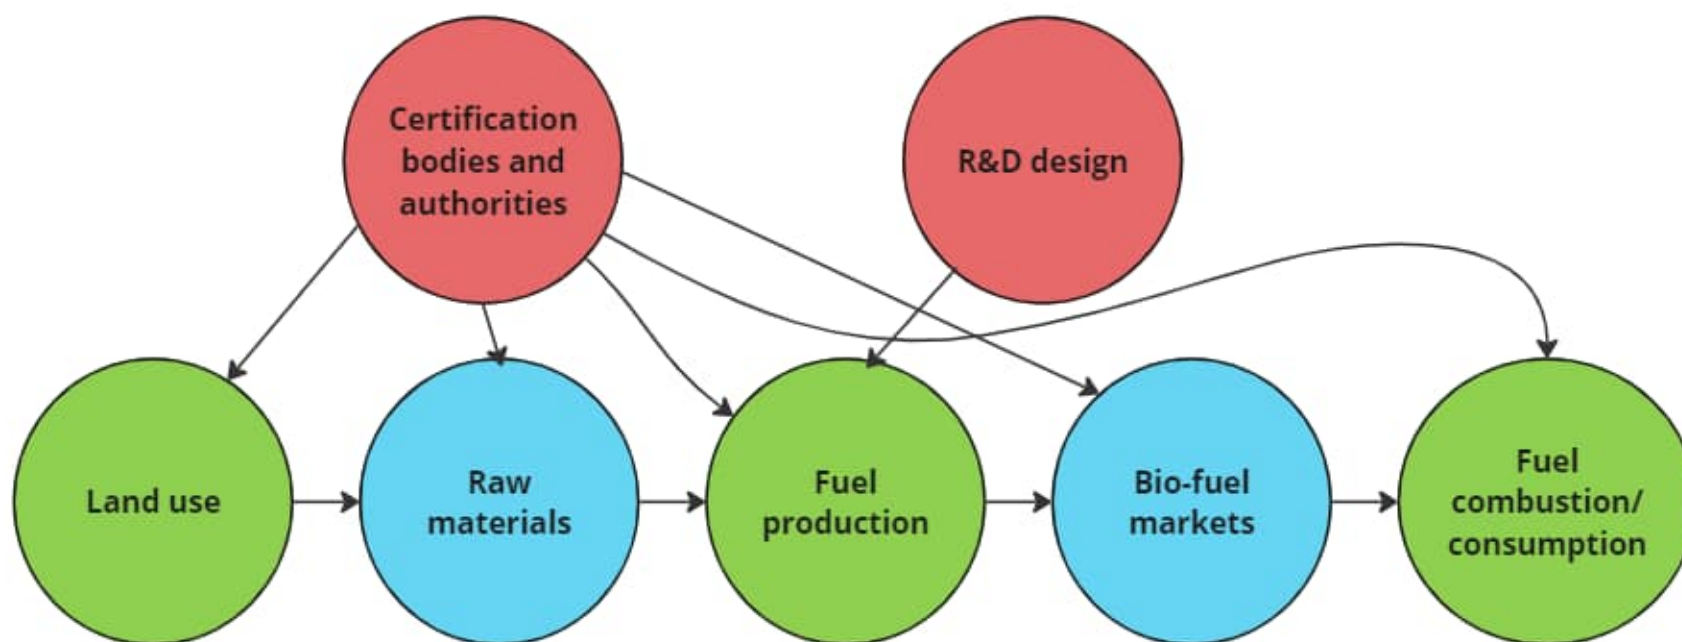 Certification
bodies and
authorities
R&D design
Land use
Raw
materials
Fuel
production
Bio-fuel
markets
Fuel
combustion/
consumption